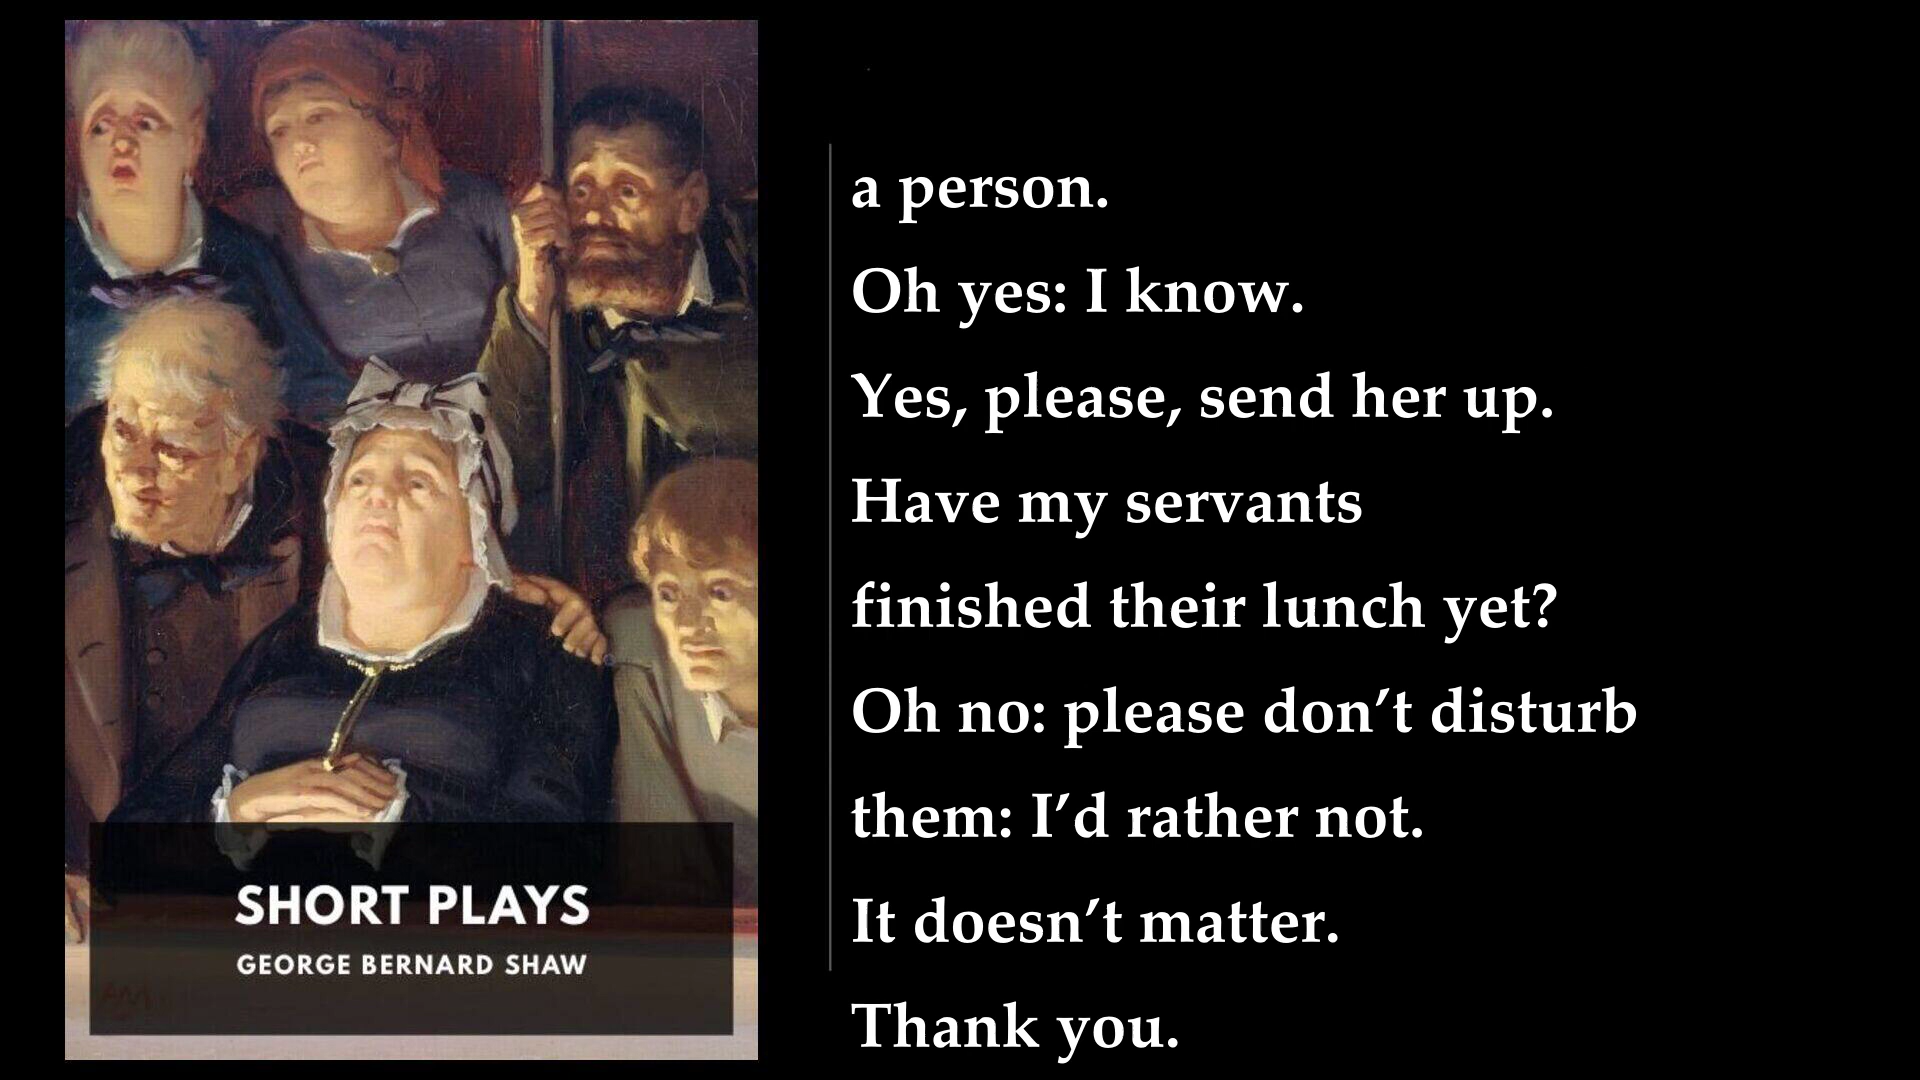 SHORT PLAYS
GEORGE BERNARD SHAW
a person.
Oh yes: I know.
Yes, please, send her up.
Have my servants
finished their lunch yet?
Oh no: please don’t disturb
them: I’d rather not.
It doesn’t matter.
Thank you.